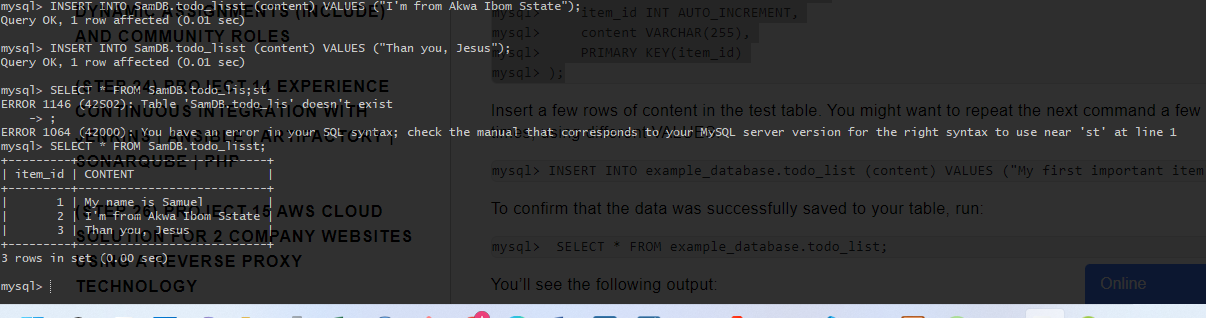 mysql> INSERT INTO SamDB.todo_lisst (content) VALUES ("I'm from Akwa Ibom Sstate");
Query OK, 1 row affected (0.01 sec)
mysql> INSERT INTO SamDB.todo_lisst (content) VALUES ("Than you, Jesus");
Query OK, 1 row affected (0.01 sec)
mysql> SELECT * FROM SamDB.todo_lis;st
ERROR 1146 (42S02): Table 'SamDB.todo_lis' doesn't exist
-> ;
ERROR 1064 (42000): You have an error in your SQL syntax; check the manual that corresponds to your MySQL server version for the right syntax to use near 'st' at line 1
mysql> SELECT * FROM SamDB.todo_lisst;
+---------+---------------------------+
| item_id | CONTENT |
+---------+---------------------------+
| 1 | My name is Samuel |
| 2 | I'm from Akwa Ibom Sstate |
| 3 | Than you, Jesus |
+---------+---------------------------+
3 rows in set (0.00 sec)
mysql>
DYNAMIC ASSIGNMENTS (INCLUDE)
AND COMMUNITY ROLES
(STEP 24) PROJECT 14 EXPERIENCE
CONTINUOUS INTEGRATION WITH
JENKINS | ANSIBLE | ARTIFACTORY |
SONARQUBE | PHP
PROJECT 15 AWS CLOUD
SOLUTION FOR 2 COMPANY WEBSITES
USING A REVERSE PROXY
TECHNOLOGY
mysql> item_id INT AUTO_INCREMENT,
mysql> content VARCHAR(255),
mysql> PRIMARY KEY(item_id)
mysql> );
Insert a few rows of content in the test table. You might want to repeat the next command a few
mysql> INSERT INTO example_database.todo_list (content) VALUES ("My first important item
To confirm that the data was successfully saved to your table, run:
mysql> SELECT * FROM example_database.todo_list;
You'll see the following output:
Online